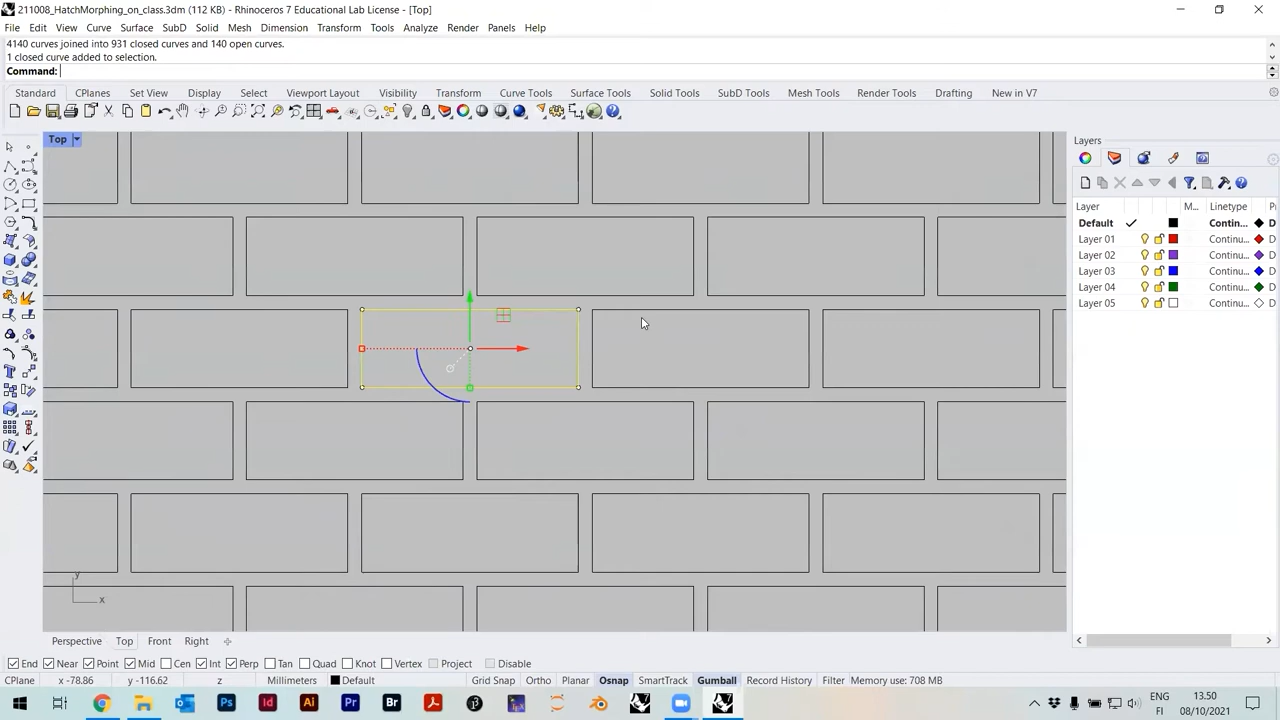 211008_HatchMorphing_on_class.3dm (112 KB) - Rhinoceros 7 Educational Lab License - [Top]
File Edit View Curve Surface SubD Solid Mesh Dimension Transform Tools Analyze Render Panels Help
4140 curves joined into 931 closed curves and 140 open curves.
1 closed curve added to selection.
Command:
Standard CPlanes Set View Display Select Viewport Layout Visibility Transform Curve Tools Surface Tools Solid Tools SubD Tools Mesh Tools Render Tools Drafting New in V7
Top
Layers
Layer M... Linetype P
Default Contin... D
Layer 01 Continu... D
Layer 02 Continu... D
Layer 03 Continu... D
Layer 04 Continu... D
Layer 05 Continu... D
y
x
Perspective Top Front Right
End Near Point Mid Cen Int Perp Tan Quad Knot Vertex Project Disable
CPlane x -78.86 y -116.62 z Millimeters Default Grid Snap Ortho Planar Osnap SmartTrack Gumball Record History Filter Memory use: 708 MB
Ps Id Ai Pr Br
ENG 13.50
FI 08/10/2021